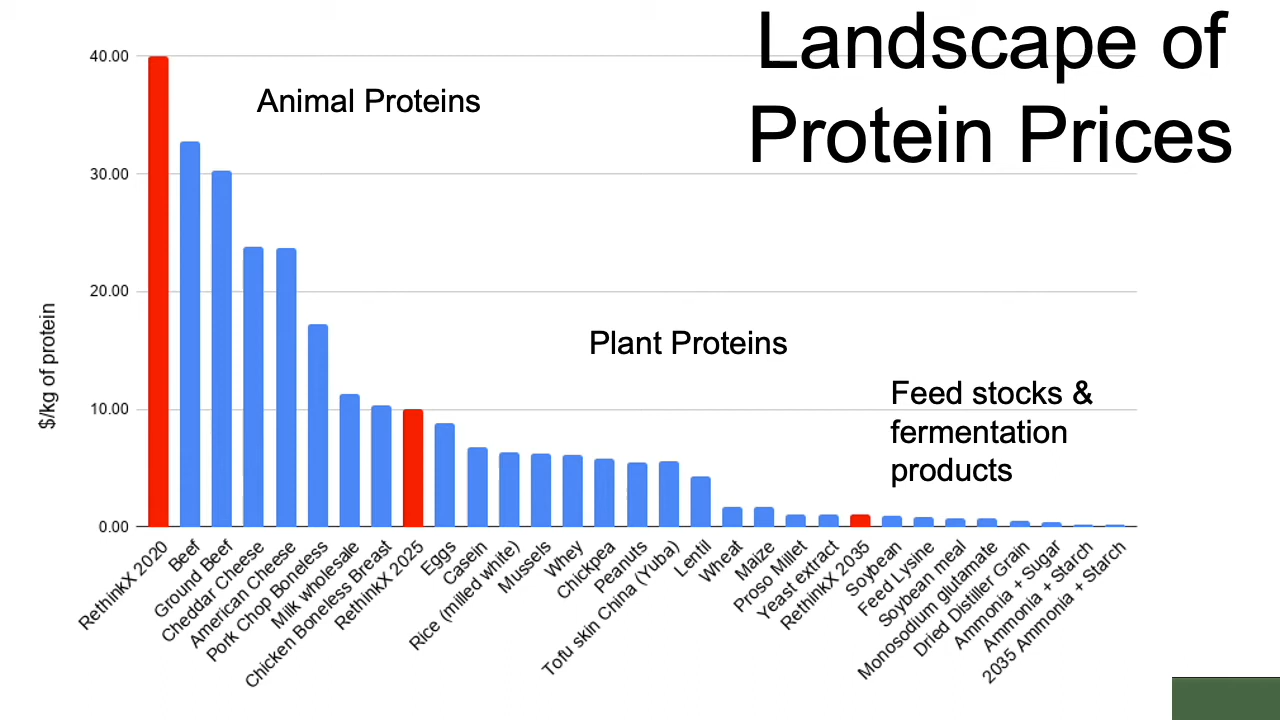 Landscape of
Protein Prices
40.00
Animal Proteins
30.00
20.00
Plant Proteins
Feed stocks &
fermentation
products
10.00
0.00
$/kg of protein
RethinkX 2020
Beef
Ground Beef
Cheddar Cheese
American Cheese
Pork Chop Boneless
Milk wholesale
Chicken Boneless Breast
RethinkX 2025
Eggs
Casein
Rice (milled white)
Mussels
Whey
Chickpea
Peanuts
Tofu skin China (Yuba)
Lentil
Wheat
Maize
Proso Millet
Yeast extract
RethinkX 2035
Soybean
Feed Lysine
Soybean meal
Monosodium glutamate
Dried Distiller Grain
Ammonia + Sugar
Ammonia + Starch
2035 Ammonia + Starch